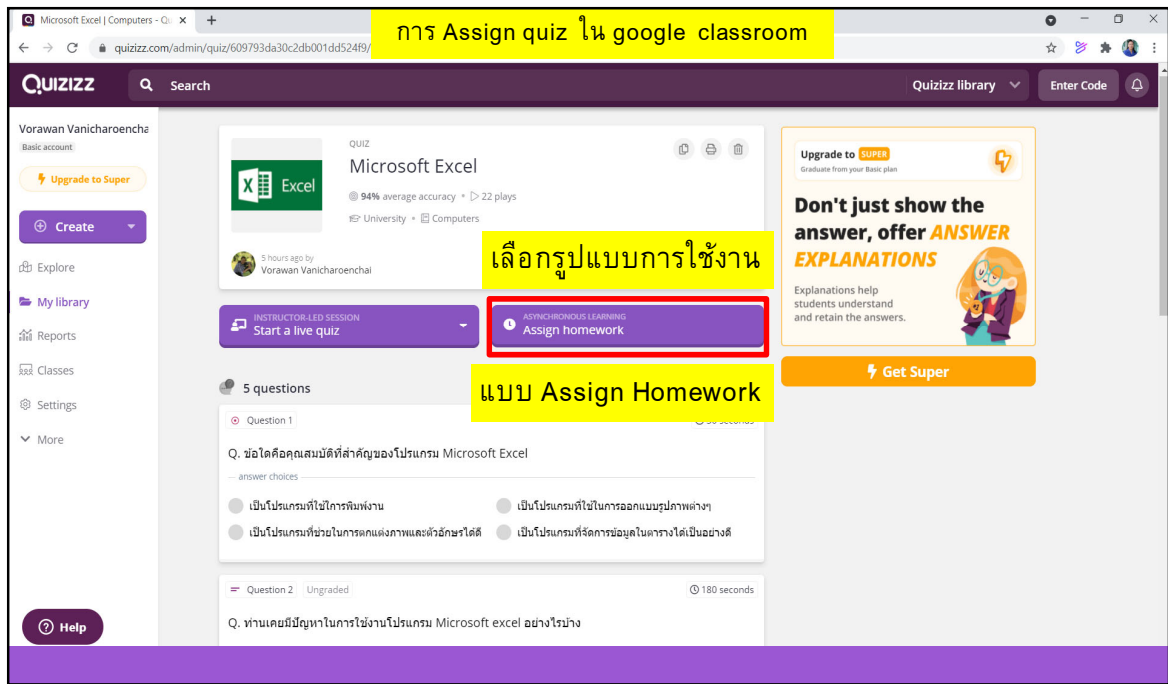 Microsoft Excel | Computers - Qu
การ Assign quiz ใน google classroom
quizizz.com/admin/quiz/609793da30c2db001dd524f9/
QUIZIZZ
Search
Quizizz library
Enter Code
Vorawan Vanicharoencha
Basic account
Upgrade to Super
Create
Explore
My library
Reports
Classes
Settings
More
Help
QUIZ
Microsoft Excel
94% average accuracy • 22 plays
University • Computers
Excel
5 hours ago by
Vorawan Vanicharoenchai
เลือกรูปแบบการใช้งาน
INSTRUCTOR-LED SESSION
Start a live quiz
ASYNCHRONOUS LEARNING
Assign homework
แบบ Assign Homework
5 questions
Question 1
Q. ข้อใดคือคุณสมบัติที่สำคัญของโปรแกรม Microsoft Excel
answer choices
เป็นโปรแกรมที่ใช้การพิมพ์งาน
เป็นโปรแกรมที่ใช้ในการออกแบบรูปภาพต่างๆ
เป็นโปรแกรมที่ช่วยในการตกแต่งภาพและตัวอักษรได้ดี
เป็นโปรแกรมที่จัดการข้อมูลในตารางได้เป็นอย่างดี
Question 2
Ungraded
180 seconds
Q. ท่านเคยมีปัญหาในการใช้งานโปรแกรม Microsoft excel อย่างไรบ้าง
Upgrade to SUPER
Graduate from your Basic plan
Don't just show the
answer, offer ANSWER
EXPLANATIONS
Explanations help
students understand
and retain the answers.
Get Super